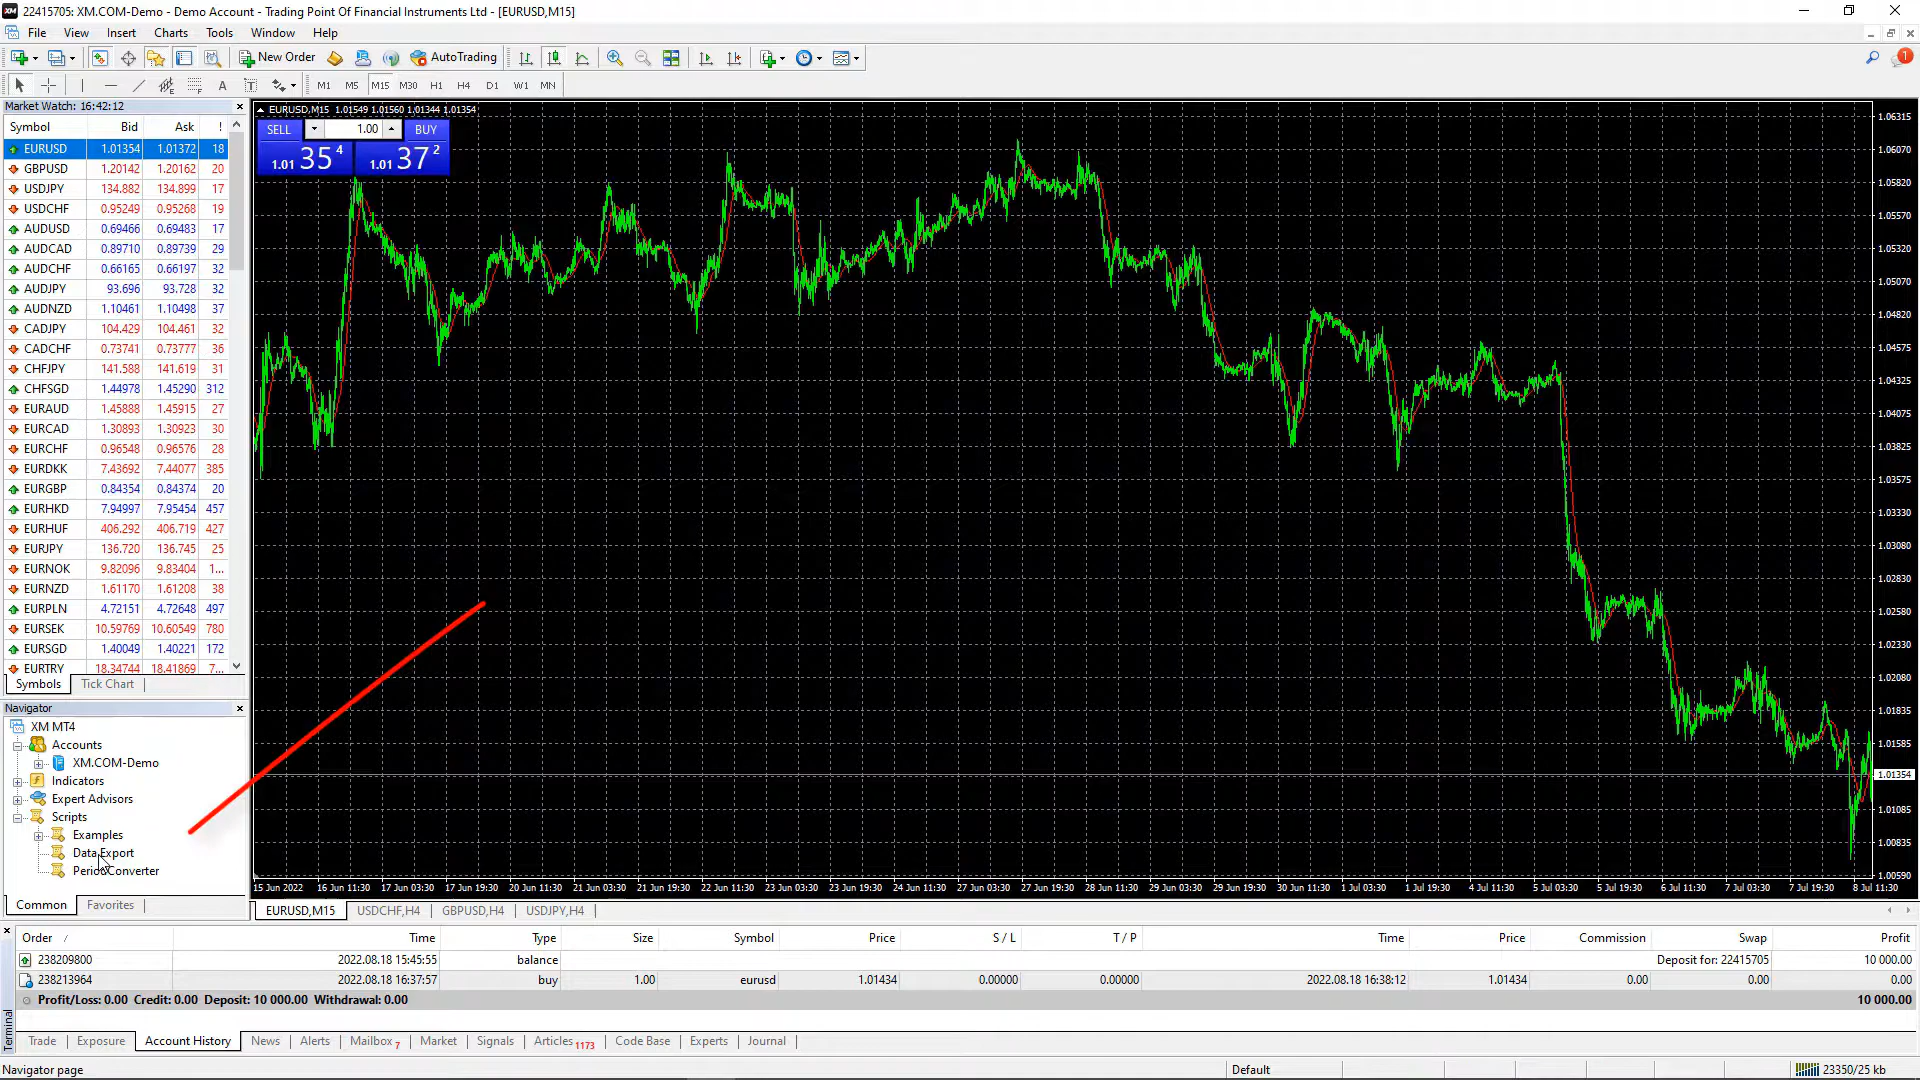 22415705: XM.COM-Demo - Demo Account - Trading Point Of Financial Instruments Ltd - [EURUSD,M15]
File View Insert Charts Tools Window Help
New Order AutoTrading 1
A T M1 M5 M15 M30 H1 H4 D1 W1 MN
Market Watch: 16:42:12
Symbol Bid Ask !
EURUSD 1.01354 1.01372 18
GBPUSD 1.20142 1.20162 20
USDJPY 134.882 134.899 17
USDCHF 0.95249 0.95268 19
AUDUSD 0.69466 0.69483 17
AUDCAD 0.89710 0.89739 29
AUDCHF 0.66165 0.66197 32
AUDJPY 93.696 93.728 32
AUDNZD 1.10461 1.10498 37
CADJPY 104.429 104.461 32
CADCHF 0.73741 0.73777 36
CHFJPY 141.588 141.619 31
CHFSGD 1.44978 1.45290 312
EURAUD 1.45888 1.45915 27
EURCAD 1.30893 1.30923 30
EURCHF 0.96548 0.96576 28
EURDKK 7.43692 7.44077 385
EURGBP 0.84354 0.84374 20
EURHKD 7.94997 7.95454 457
EURHUF 406.292 406.719 427
EURJPY 136.720 136.745 25
EURNOK 9.82096 9.83404 1...
EURNZD 1.61170 1.61208 38
EURPLN 4.72151 4.72648 497
EURSEK 10.59769 10.60549 780
EURSGD 1.40049 1.40221 172
EURTRY 18.34744 18.41869 7...
Symbols Tick Chart
Navigator
XM MT4
Accounts
XM.COM-Demo
Indicators
Expert Advisors
Scripts
Examples
Data Export
PeriodConverter
Common Favorites
EURUSD,M15 1.01549 1.01560 1.01344 1.01354
SELL 1.00 BUY
1.01 35 4 1.01 37 2
1.06315
1.06070
1.05820
1.05570
1.05320
1.05070
1.04820
1.04575
1.04325
1.04075
1.03825
1.03575
1.03330
1.03080
1.02830
1.02580
1.02330
1.02080
1.01835
1.01585
1.01354
1.01085
1.00835
1.00590
15 Jun 2022 16 Jun 11:30 17 Jun 03:30 17 Jun 19:30 20 Jun 11:30 21 Jun 03:30 21 Jun 19:30 22 Jun 11:30 23 Jun 03:30 23 Jun 19:30 24 Jun 11:30 27 Jun 03:30 27 Jun 19:30 28 Jun 11:30 29 Jun 03:30 29 Jun 19:30 30 Jun 11:30 1 Jul 03:30 1 Jul 19:30 4 Jul 11:30 5 Jul 03:30 5 Jul 19:30 6 Jul 11:30 7 Jul 03:30 7 Jul 19:30 8 Jul 11:30
EURUSD,M15 USDCHF,H4 GBPUSD,H4 USDJPY,H4
Order / Time Type Size Symbol Price S / L T / P Time Price Commission Swap Profit
238209800 2022.08.18 15:45:55 balance Deposit for: 22415705 10 000.00
238213964 2022.08.18 16:37:57 buy 1.00 eurusd 1.01434 0.00000 0.00000 2022.08.18 16:38:12 1.01434 0.00 0.00 0.00
Profit/Loss: 0.00 Credit: 0.00 Deposit: 10 000.00 Withdrawal: 0.00 10 000.00
Terminal
Trade Exposure Account History News Alerts Mailbox 7 Market Signals Articles 1173 Code Base Experts Journal
Navigator page Default 23350/25 kb